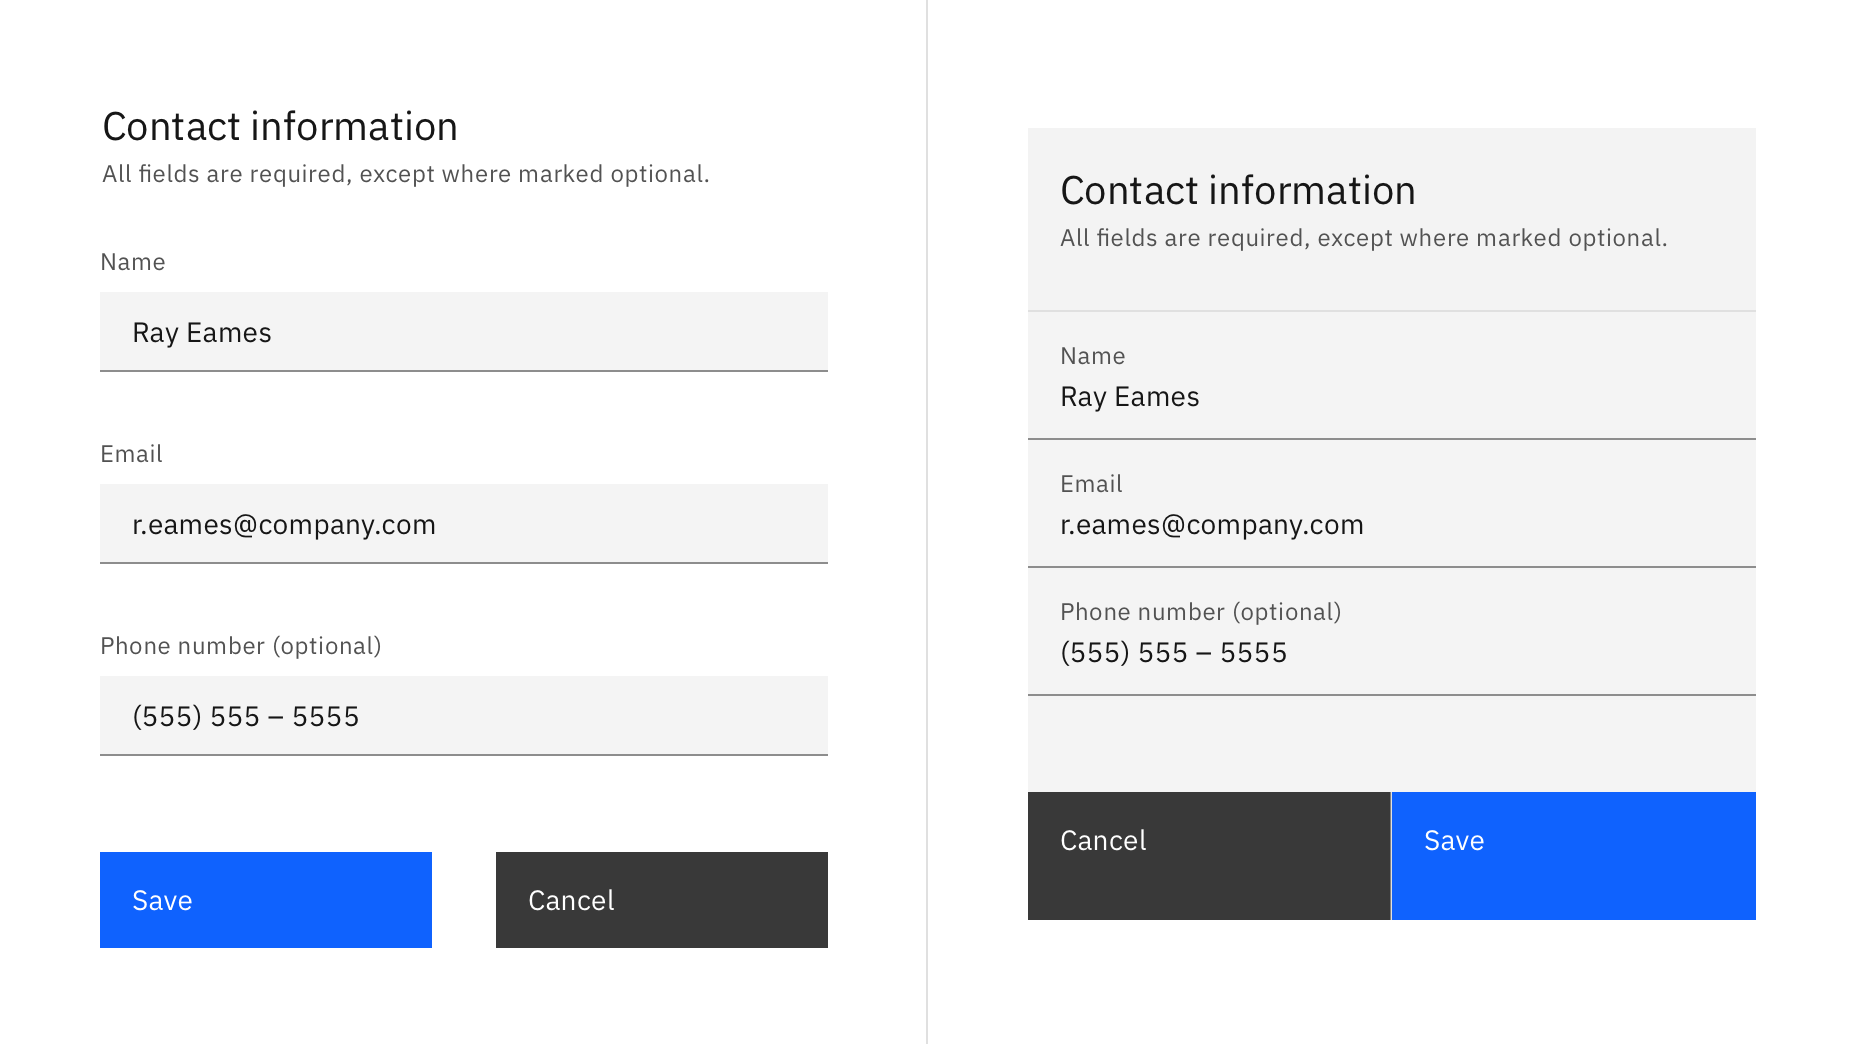 Contact information
All fields are required, except where marked optional.
Name
Ray Eames
Email
r.eames@company.com
Phone number (optional)
(555) 555 – 5555
Save
Cancel
Contact information
All fields are required, except where marked optional.
Name
Ray Eames
Email
r.eames@company.com
Phone number (optional)
(555) 555 – 5555
Cancel
Save